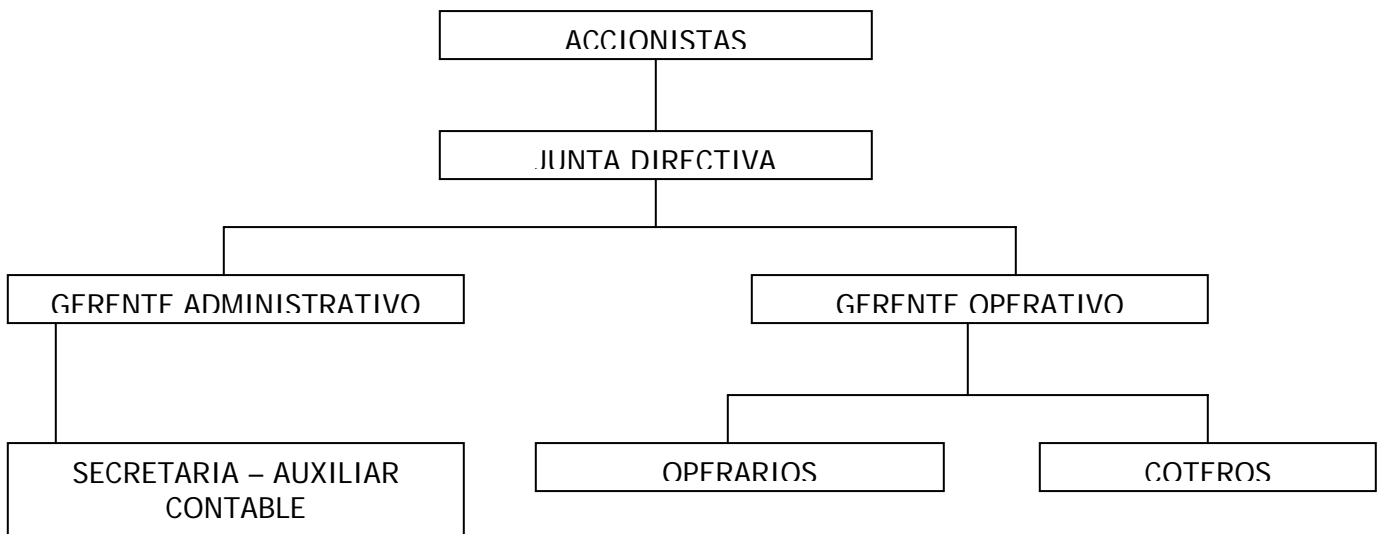 ACCIONISTAS
JUNTA DIRECTIVA
GERENTE ADMINISTRATIVO
GERENTE OPERATIVO
SECRETARIA – AUXILIAR
CONTABLE
OPERARIOS
COTEROS